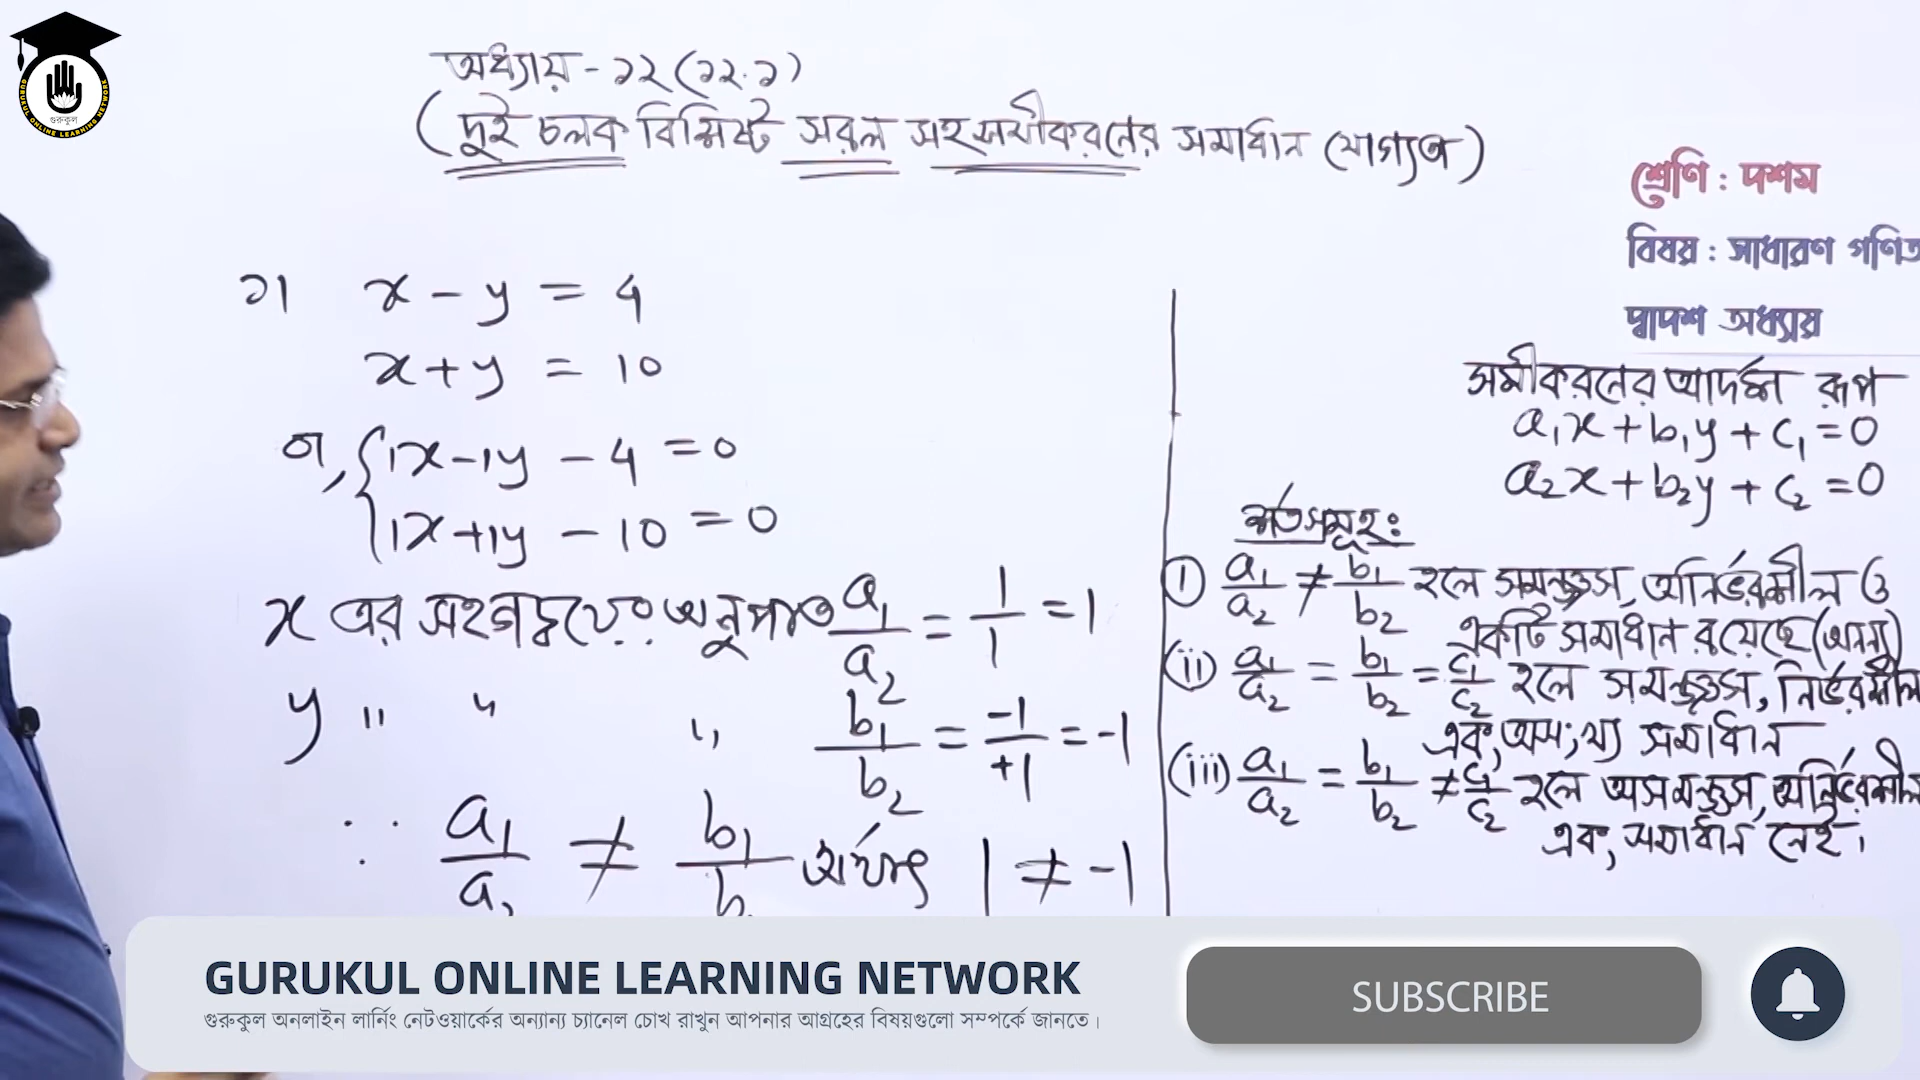 গুরুকুল
GURUKUL ONLINE LEARNING NETWORK
অধ্যায় - ১২ (১২.১)
(দুই চলক বিশিষ্ট সরল সহসমীকরনের সমাধান যোগ্যতা)
শ্রেণি : দশম
বিষয় : সাধারণ গণিত
দ্বাদশ অধ্যায়
১। x - y = 4
x + y = 10
বা, { 1x - 1y - 4 = 0
1x + 1y - 10 = 0
x এর সহগদ্বয়ের অনুপাত a₁/a₂ = 1/1 = 1
y " " " b₁/b₂ = -1/+1 = -1
∴ a₁/a₂ ≠ b₁/b₂ অর্থাৎ 1 ≠ -1
সমীকরনের আদর্শ রূপ
a₁x + b₁y + c₁ = 0
a₂x + b₂y + c₂ = 0
শর্তসমূহঃ
(i) a₁/a₂ ≠ b₁/b₂ হলে সমঞ্জস, অনির্ভরশীল ও
একটি সমাধান রয়েছে (অনন্য)
(ii) a₁/a₂ = b₁/b₂ = c₁/c₂ হলে সমঞ্জস, নির্ভরশীল
এবং অসংখ্য সমাধান
(iii) a₁/a₂ = b₁/b₂ ≠ c₁/c₂ হলে অসমঞ্জস, অনির্ভরশীল
এবং সমাধান নেই।
GURUKUL ONLINE LEARNING NETWORK
গুরুকুল অনলাইন লার্নিং নেটওয়ার্কের অন্যান্য চ্যানেল চোখ রাখুন আপনার আগ্রহের বিষয়গুলো সম্পর্কে জানতে।
SUBSCRIBE